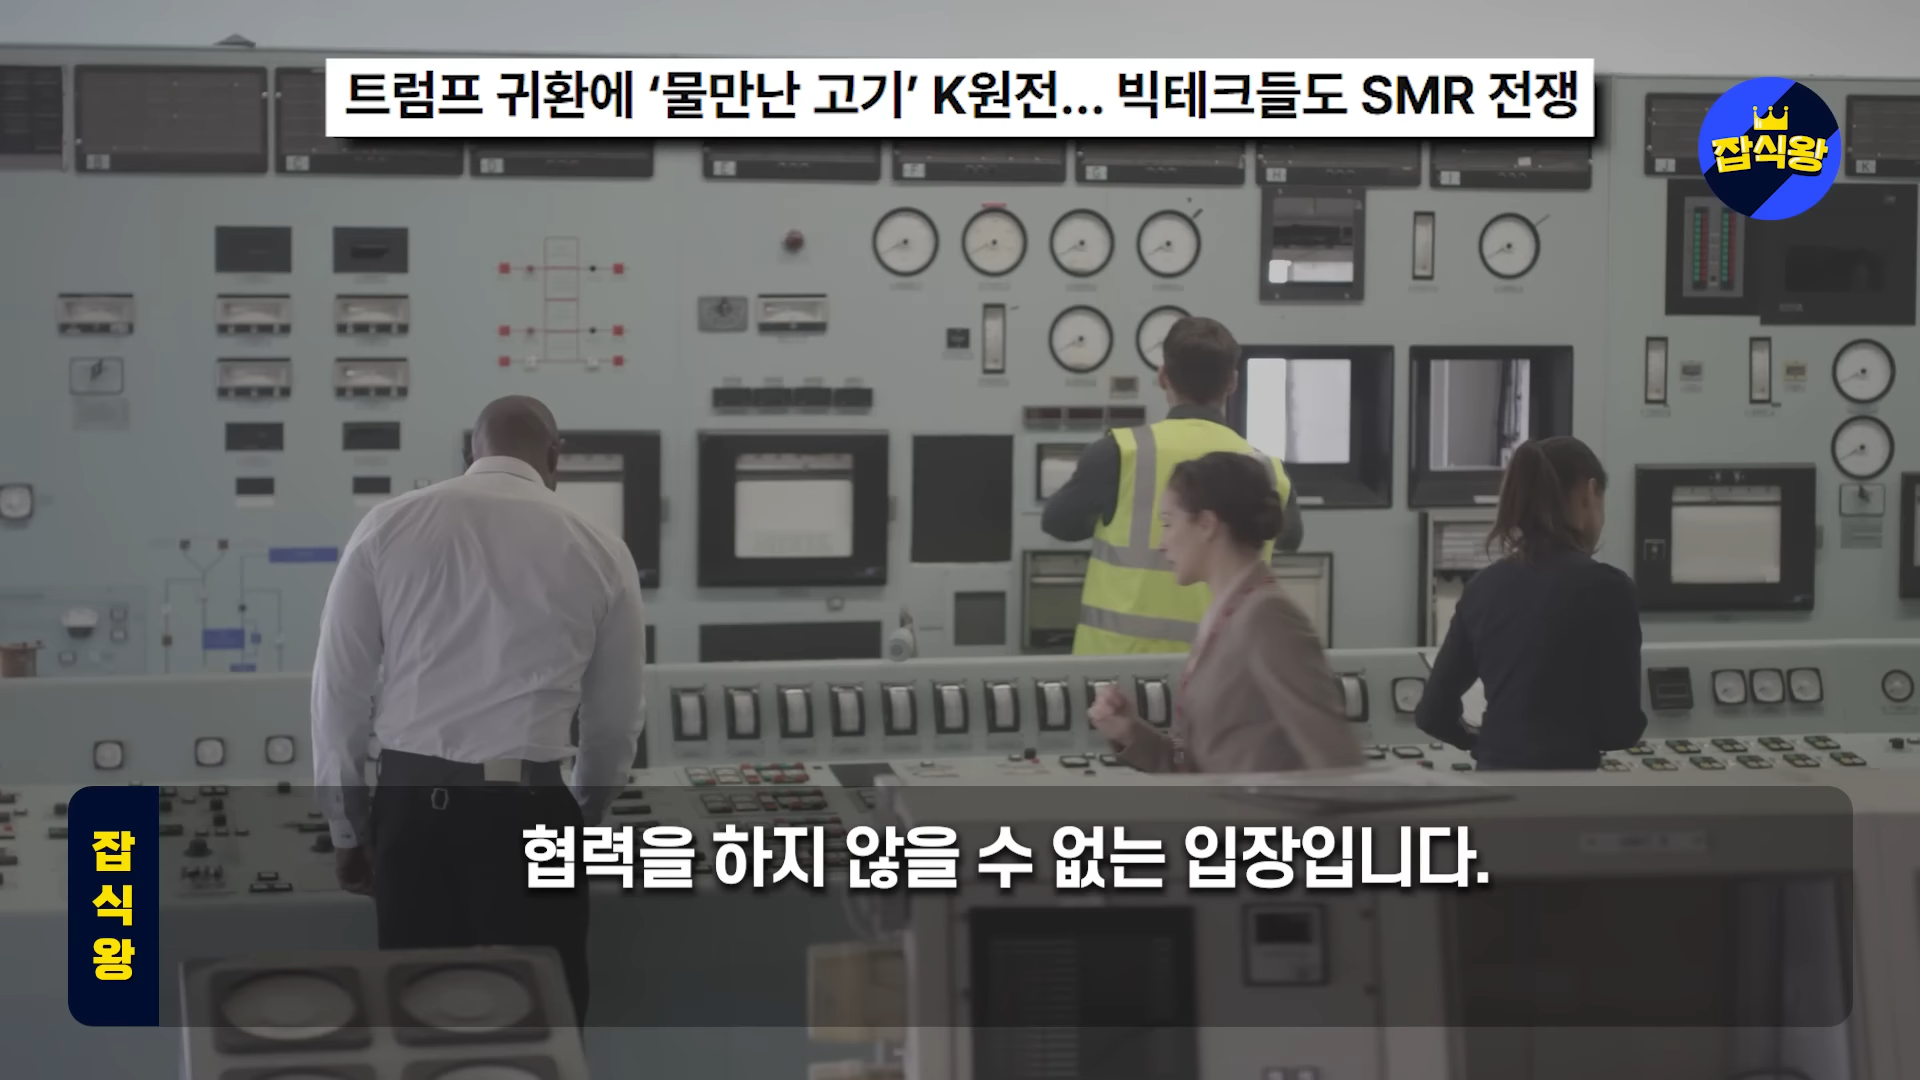 트럼프 귀환에 ‘물만난 고기’ K원전... 빅테크들도 SMR 전쟁
잡식왕
B
C
D
E
F
G
H
I
J
K
협력을 하지 않을 수 없는 입장입니다.
잡
식
왕